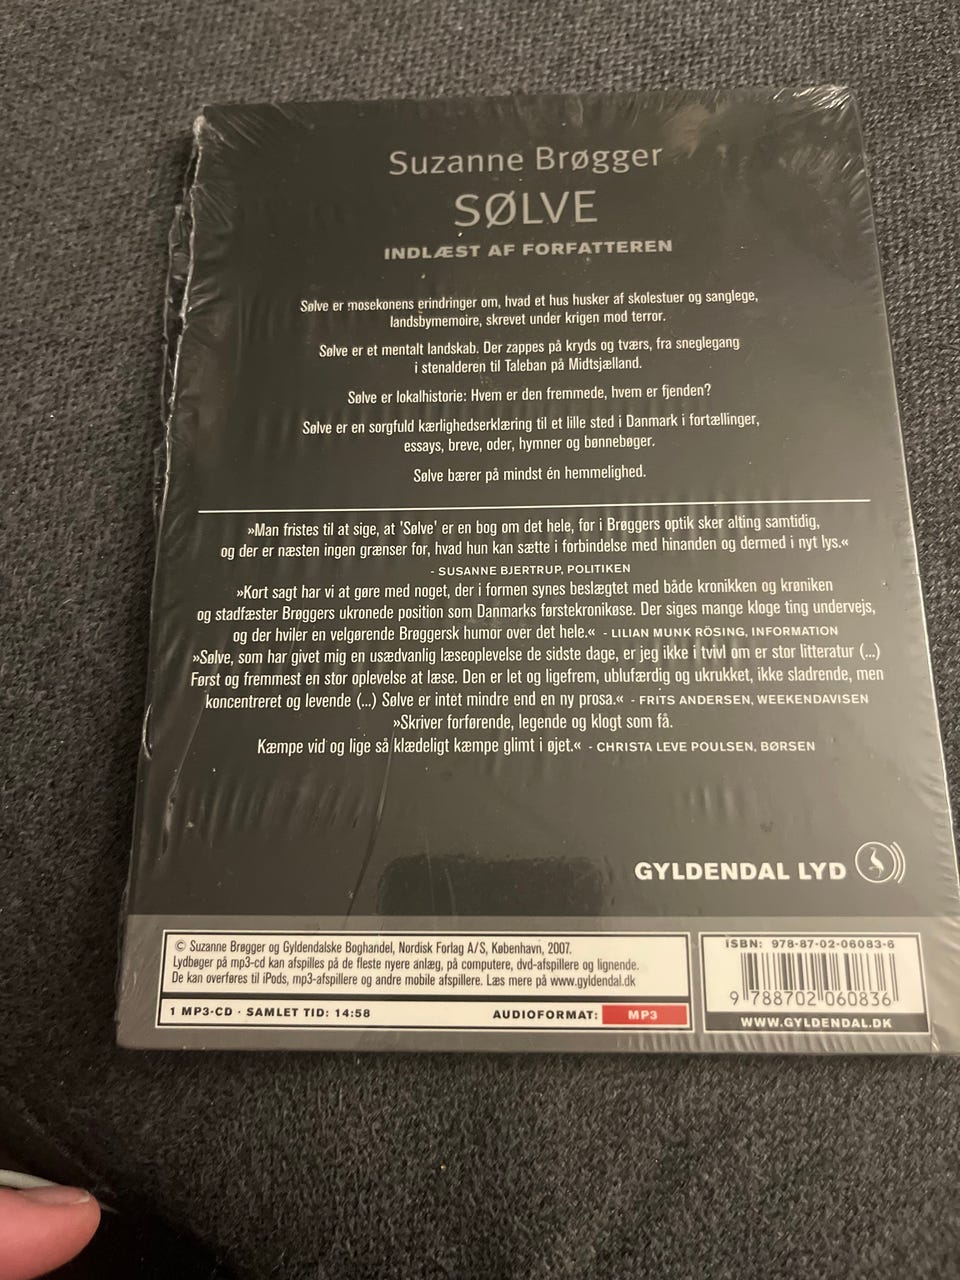 Suzanne Brøgger
SØLVE
INDLÆST AF FORFATTEREN
Sølve er mosekonens erindringer om, hvad et hus husker af skolestuer og sanglege,
landsbymemoire, skrevet under krigen mod terror.
Sølve er et mentalt landskab. Der zappes på kryds og tværs, fra sneglegang
i stenalderen til Taleban på Midtsjælland.
Sølve er lokalhistorie: Hvem er den fremmede, hvem er fjenden?
Sølve er en sorgfuld kærlighedserklæring til et lille sted i Danmark i fortællinger,
essays, breve, oder, hymner og bønnebøger.
Sølve bærer på mindst én hemmelighed.
»Man fristes til at sige, at 'Sølve' er en bog om det hele, for i Brøggers optik sker alting samtidig,
og der er næsten ingen grænser for, hvad hun kan sætte i forbindelse med hinanden og dermed i nyt lys.«
- SUSANNE BJERTRUP, POLITIKEN
»Kort sagt har vi at gøre med noget, der i formen synes beslægtet med både kronikken og krøniken
og stadfæster Brøggers ukronede position som Danmarks førstekronikøse. Der siges mange kloge ting undervejs,
og der hviler en velgørende Brøggersk humor over det hele.« - LILIAN MUNK RÖSING, INFORMATION
»Sølve, som har givet mig en usædvanlig læseoplevelse de sidste dage, er jeg ikke i tvivl om er stor litteratur (...)
Først og fremmest en stor oplevelse at læse. Den er let og ligefrem, ublufærdig og ukrukket, ikke sladrende, men
koncentreret og levende (...) Sølve er intet mindre end en ny prosa.« - FRITS ANDERSEN, WEEKENDAVISEN
»Skriver forførende, legende og klogt som få.
Kæmpe vid og lige så klædeligt kæmpe glimt i øjet.« - CHRISTA LEVE POULSEN, BØRSEN
GYLDENDAL LYD
© Suzanne Brøgger og Gyldendalske Boghandel, Nordisk Forlag A/S, København, 2007.
Lydbøger på mp3-cd kan afspilles på de fleste nyere anlæg, på computere, dvd-afspillere og lignende.
De kan overføres til iPods, mp3-afspillere og andre mobile afspillere. Læs mere på www.gyldendal.dk
1 MP3-CD · SAMLET TID: 14:58
AUDIOFORMAT: MP3
ISBN: 978-87-02-06083-6
9 788702 060836
WWW.GYLDENDAL.DK